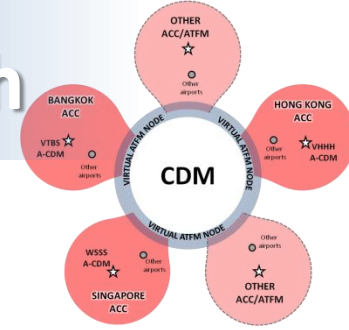 h
OTHER
ACC/ATFM
Other
airports
BANGKOK
ACC
VTBS
A-CDM
Other
airports
HONG KONG
ACC
Other
airports
VHHH
A-CDM
VIRTUAL ATFM NODE
VIRTUAL ATFM NODE
CDM
VIRTUAL ATFM NODE
WSSS
A-CDM
Other
airports
SINGAPORE
ACC
Other
airports
OTHER
ACC/ATFM